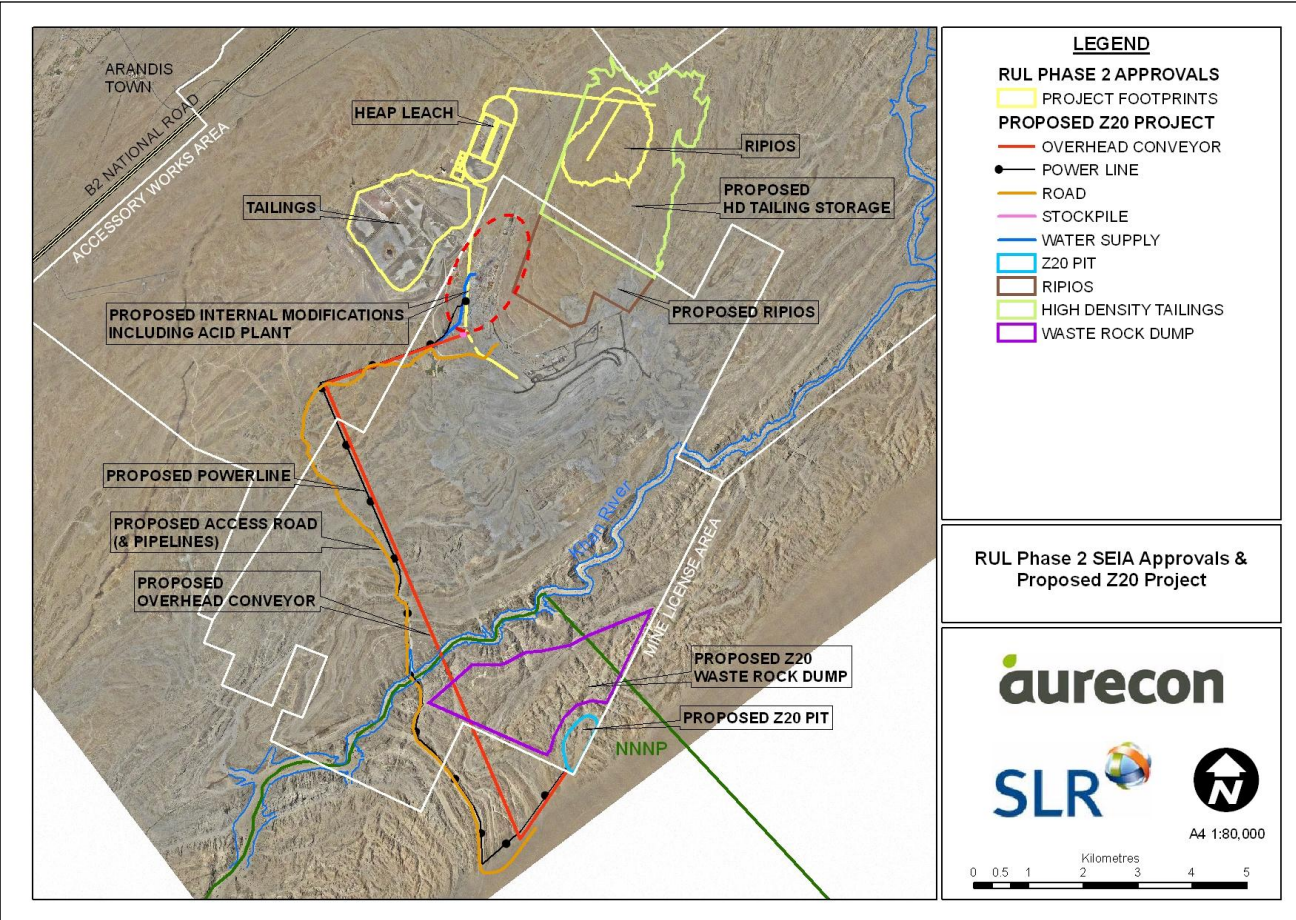 ARANDIS
TOWN
B2 NATIONAL ROAD
ACCESSORY WORKS AREA
HEAP LEACH
RIPIOS
TAILINGS
PROPOSED
HD TAILING STORAGE
PROPOSED INTERNAL MODIFICATIONS
INCLUDING ACID PLANT
PROPOSED RIPIOS
PROPOSED POWERLINE
PROPOSED ACCESS ROAD
(& PIPELINES)
PROPOSED
OVERHEAD CONVEYOR
Khan River
MINE LICENSE AREA
PROPOSED Z20
WASTE ROCK DUMP
PROPOSED Z20 PIT
NNNP
LEGEND
RUL PHASE 2 APPROVALS
PROJECT FOOTPRINTS
PROPOSED Z20 PROJECT
OVERHEAD CONVEYOR
POWER LINE
ROAD
STOCKPILE
WATER SUPPLY
Z20 PIT
RIPIOS
HIGH DENSITY TAILINGS
WASTE ROCK DUMP
RUL Phase 2 SEIA Approvals &
Proposed Z20 Project
aurecon
SLR
N
A4 1:80,000
Kilometres
0 0.5 1 2 3 4 5